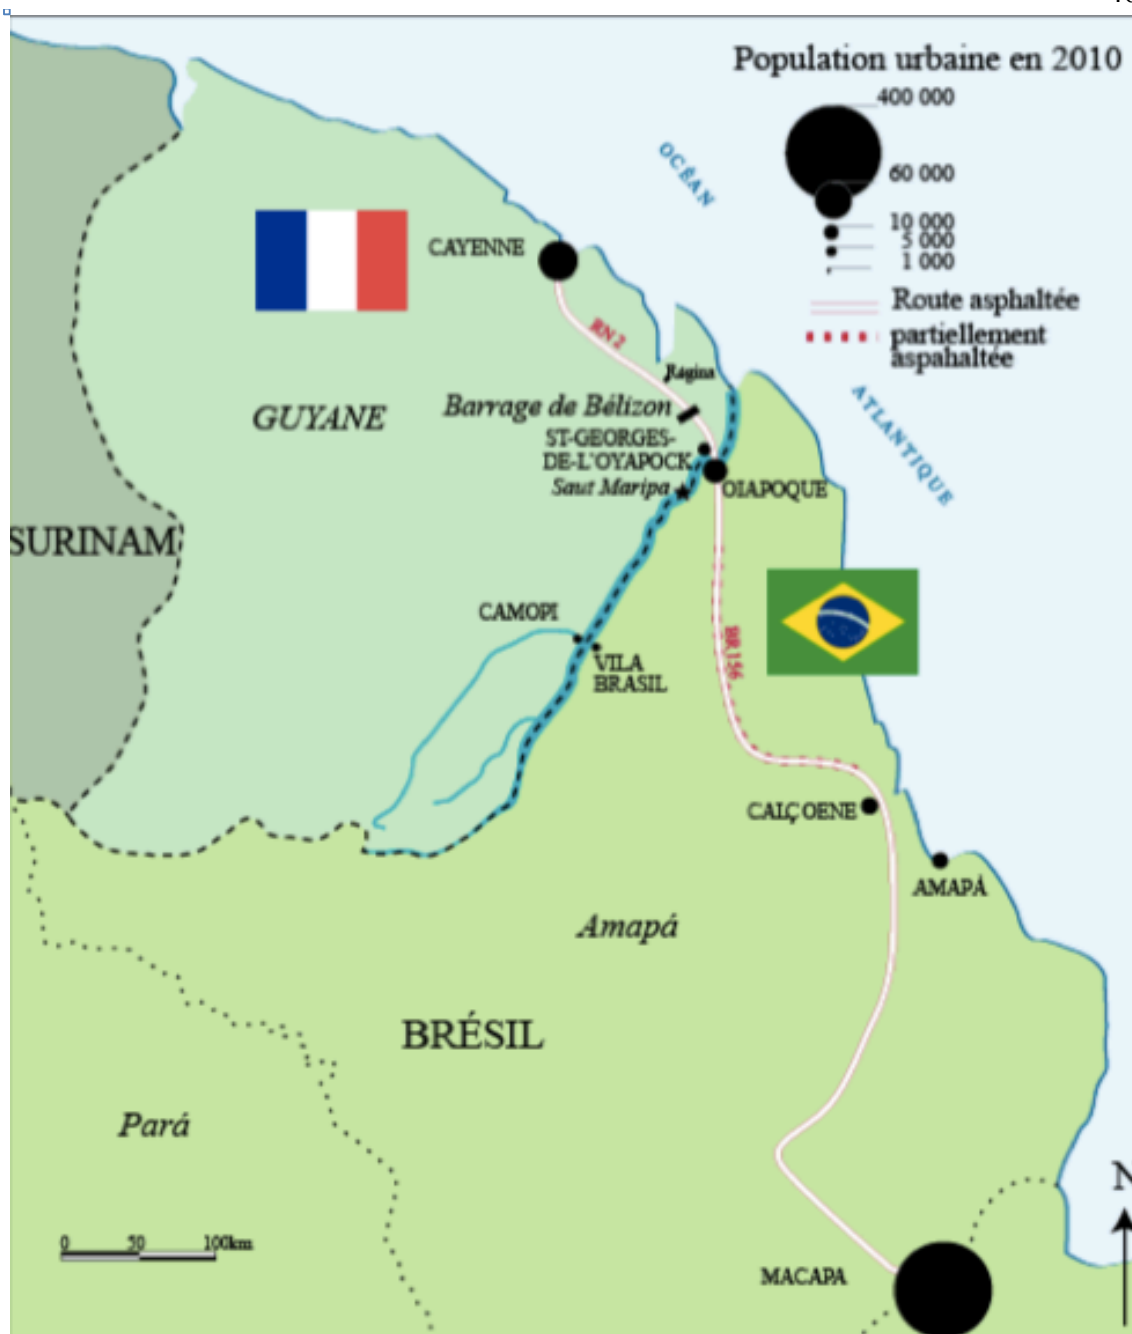 Population urbaine en 2010
400 000
60 000
10 000
5 000
1 000
Route asphaltée
partiellement
aspahaltée
OCÉAN
ATLANTIQUE
CAYENNE
RN2
Régina
GUYANE
Barrage de Bélizon
ST-GEORGES-
DE-L'OYAPOCK
Saut Maripa
OIAPOQUE
SURINAM
CAMOPI
VILA
BRASIL
BR156
CALÇOENE
AMAPÁ
Amapá
BRÉSIL
Pará
N
0 50 100km
MACAPA